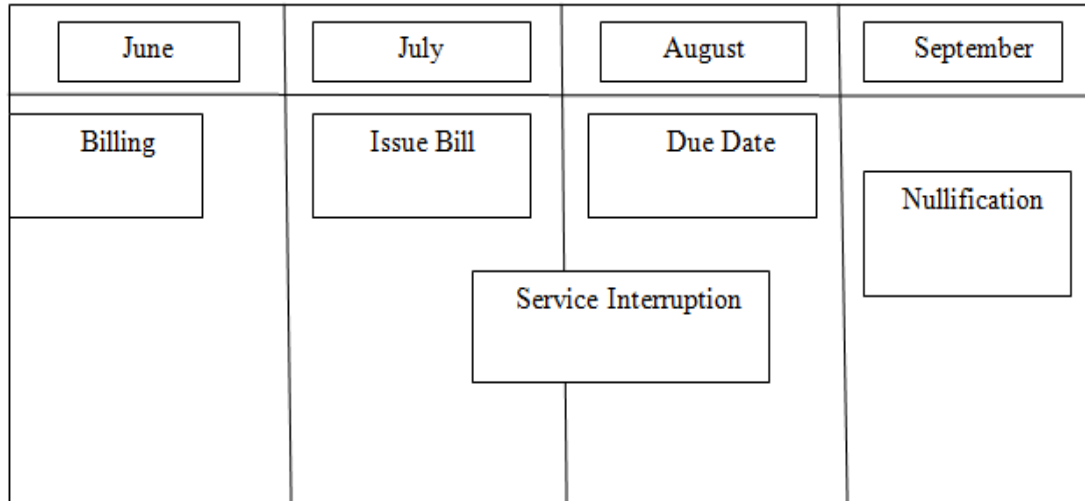 June
July
August
September
Billing
Issue Bill
Due Date
Nullification
Service Interruption